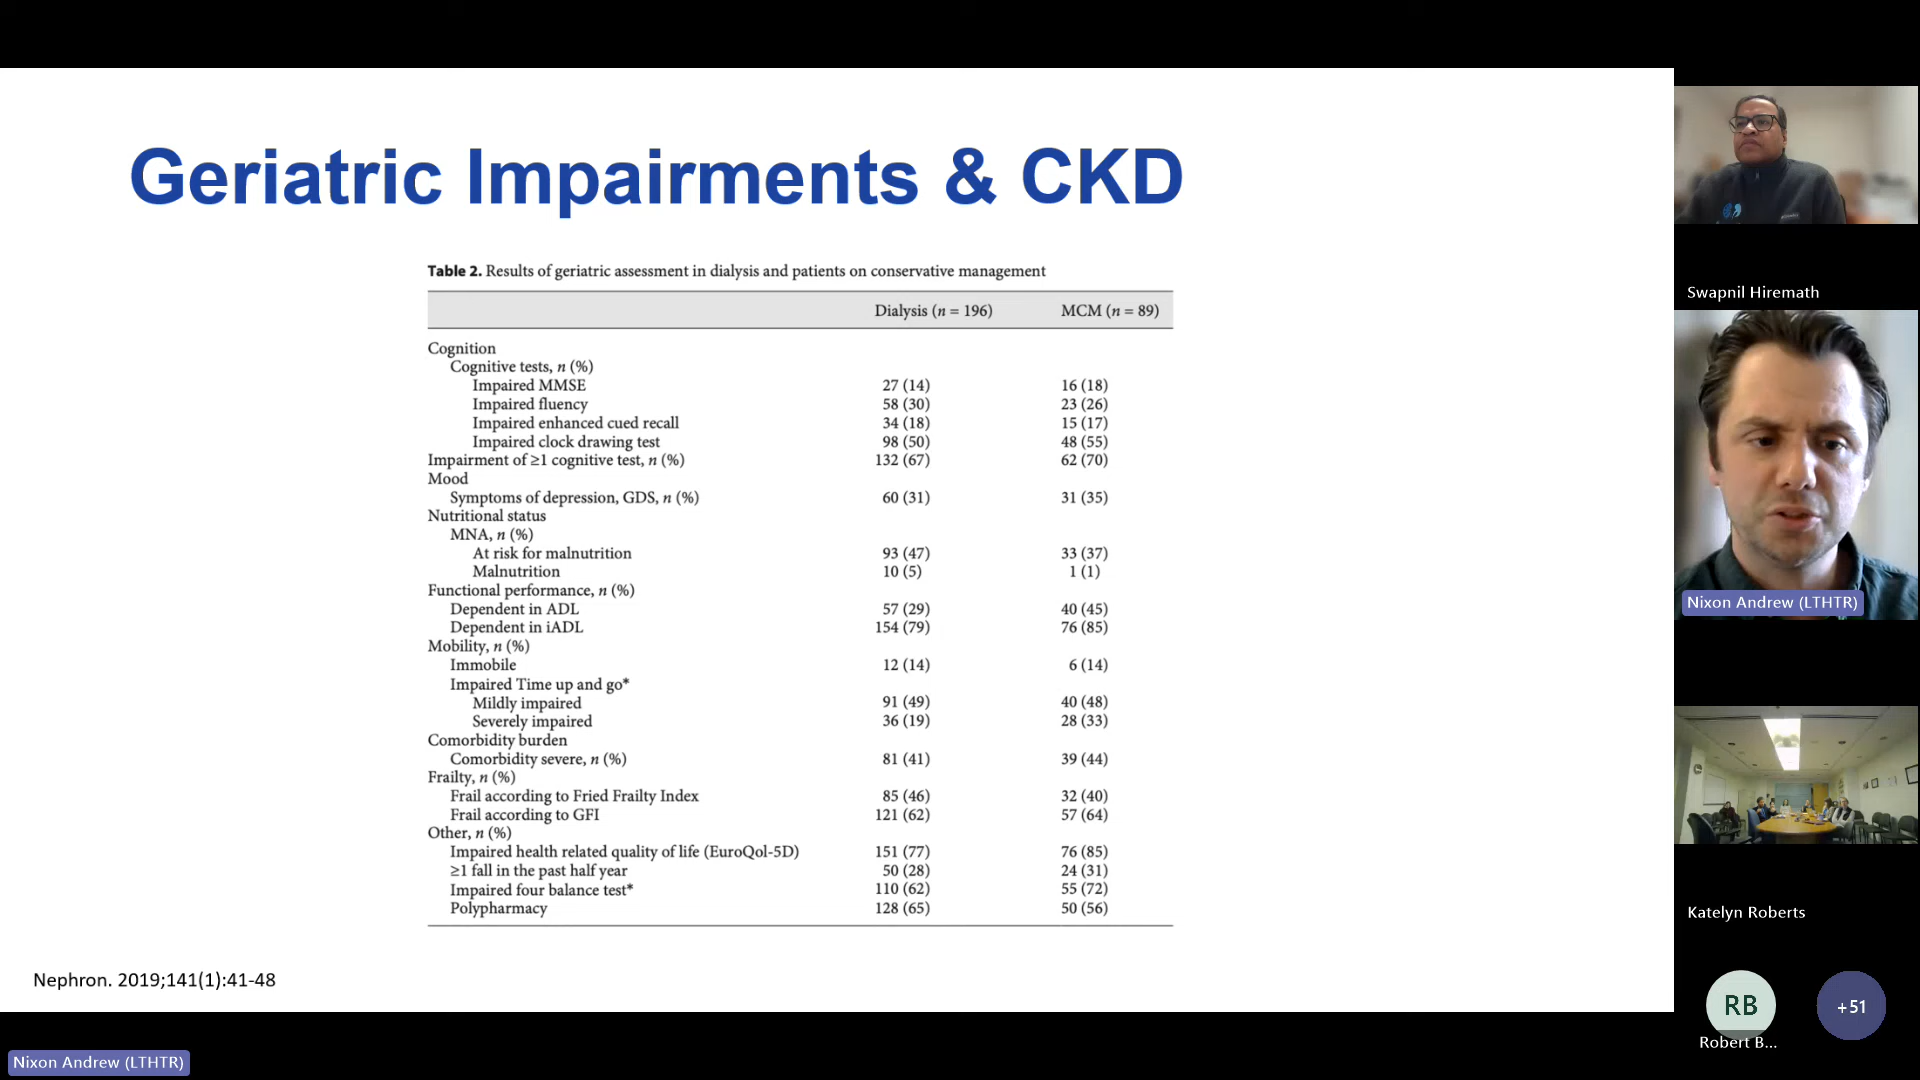 Geriatric Impairments & CKD
Table 2. Results of geriatric assessment in dialysis and patients on conservative management
Dialysis (n = 196) MCM (n = 89)
Cognition
Cognitive tests, n (%)
Impaired MMSE 27 (14) 16 (18)
Impaired fluency 58 (30) 23 (26)
Impaired enhanced cued recall 34 (18) 15 (17)
Impaired clock drawing test 98 (50) 48 (55)
Impairment of ≥1 cognitive test, n (%) 132 (67) 62 (70)
Mood
Symptoms of depression, GDS, n (%) 60 (31) 31 (35)
Nutritional status
MNA, n (%)
At risk for malnutrition 93 (47) 33 (37)
Malnutrition 10 (5) 1 (1)
Functional performance, n (%)
Dependent in ADL 57 (29) 40 (45)
Dependent in iADL 154 (79) 76 (85)
Mobility, n (%)
Immobile 12 (14) 6 (14)
Impaired Time up and go*
Mildly impaired 91 (49) 40 (48)
Severely impaired 36 (19) 28 (33)
Comorbidity burden
Comorbidity severe, n (%) 81 (41) 39 (44)
Frailty, n (%)
Frail according to Fried Frailty Index 85 (46) 32 (40)
Frail according to GFI 121 (62) 57 (64)
Other, n (%)
Impaired health related quality of life (EuroQol-5D) 151 (77) 76 (85)
≥1 fall in the past half year 50 (28) 24 (31)
Impaired four balance test* 110 (62) 55 (72)
Polypharmacy 128 (65) 50 (56)
Nephron. 2019;141(1):41-48
Nixon Andrew (LTHTR)
Swapnil Hiremath
Nixon Andrew (LTHTR)
Katelyn Roberts
RB
+51
Robert B...